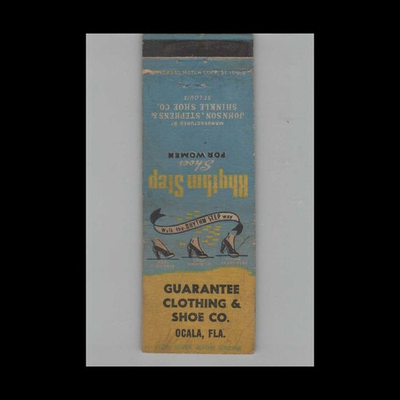 GUARANTEE
CLOTHING &
SHOE CO.
OCALA, FLA.
Walk the RHYTHM STEP way
Rhythm Step
Shoes
FOR WOMEN
MANUFACTURED BY
JOHNSON, STEPHENS &
SHINKLE SHOE CO.
ST. LOUIS